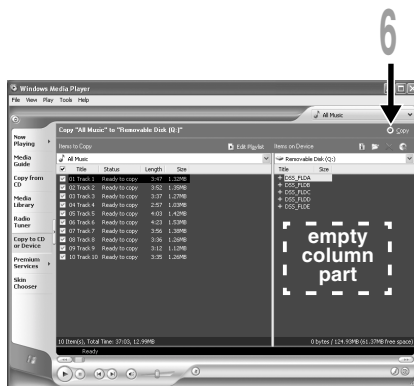 6
Windows Media Player
File View Play Tools Help
All Music
Copy "All Music" to "Removable Disk (Q:)"
Copy
Now Playing
Media Guide
Copy from CD
Media Library
Radio Tuner
Copy to CD or Device
Premium Services
Skin Chooser
Items to Copy
Edit Playlist
Items on Device
All Music
Removable Disk (Q:)
Title Status Length Size
Title Size
01 Track 1 Ready to copy 3:47 1.32MB
02 Track 2 Ready to copy 3:52 1.35MB
03 Track 3 Ready to copy 3:37 1.27MB
04 Track 4 Ready to copy 2:57 1.03MB
05 Track 5 Ready to copy 4:03 1.42MB
06 Track 6 Ready to copy 4:23 1.53MB
07 Track 7 Ready to copy 3:56 1.38MB
08 Track 8 Ready to copy 3:36 1.26MB
09 Track 9 Ready to copy 3:12 1.12MB
10 Track 10 Ready to copy 3:35 1.26MB
DSS_FLDA
DSS_FLDB
DSS_FLDC
DSS_FLDD
DSS_FLDE
empty
column
part
10 Item(s), Total Time: 37:03, 12.99MB
0 bytes / 124.93MB (61.37MB free space)
Ready